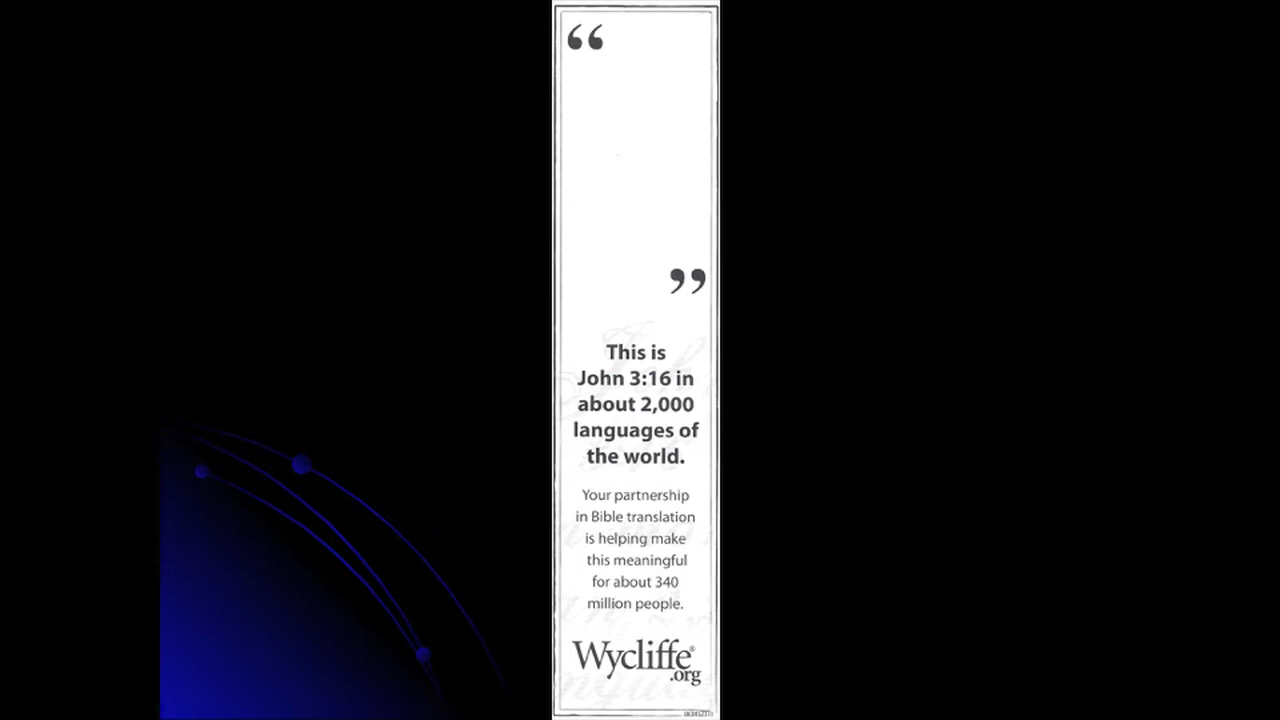 “
”
This is
John 3:16 in
about 2,000
languages of
the world.
Your partnership
in Bible translation
is helping make
this meaningful
for about 340
million people.
Wycliffe®
.org